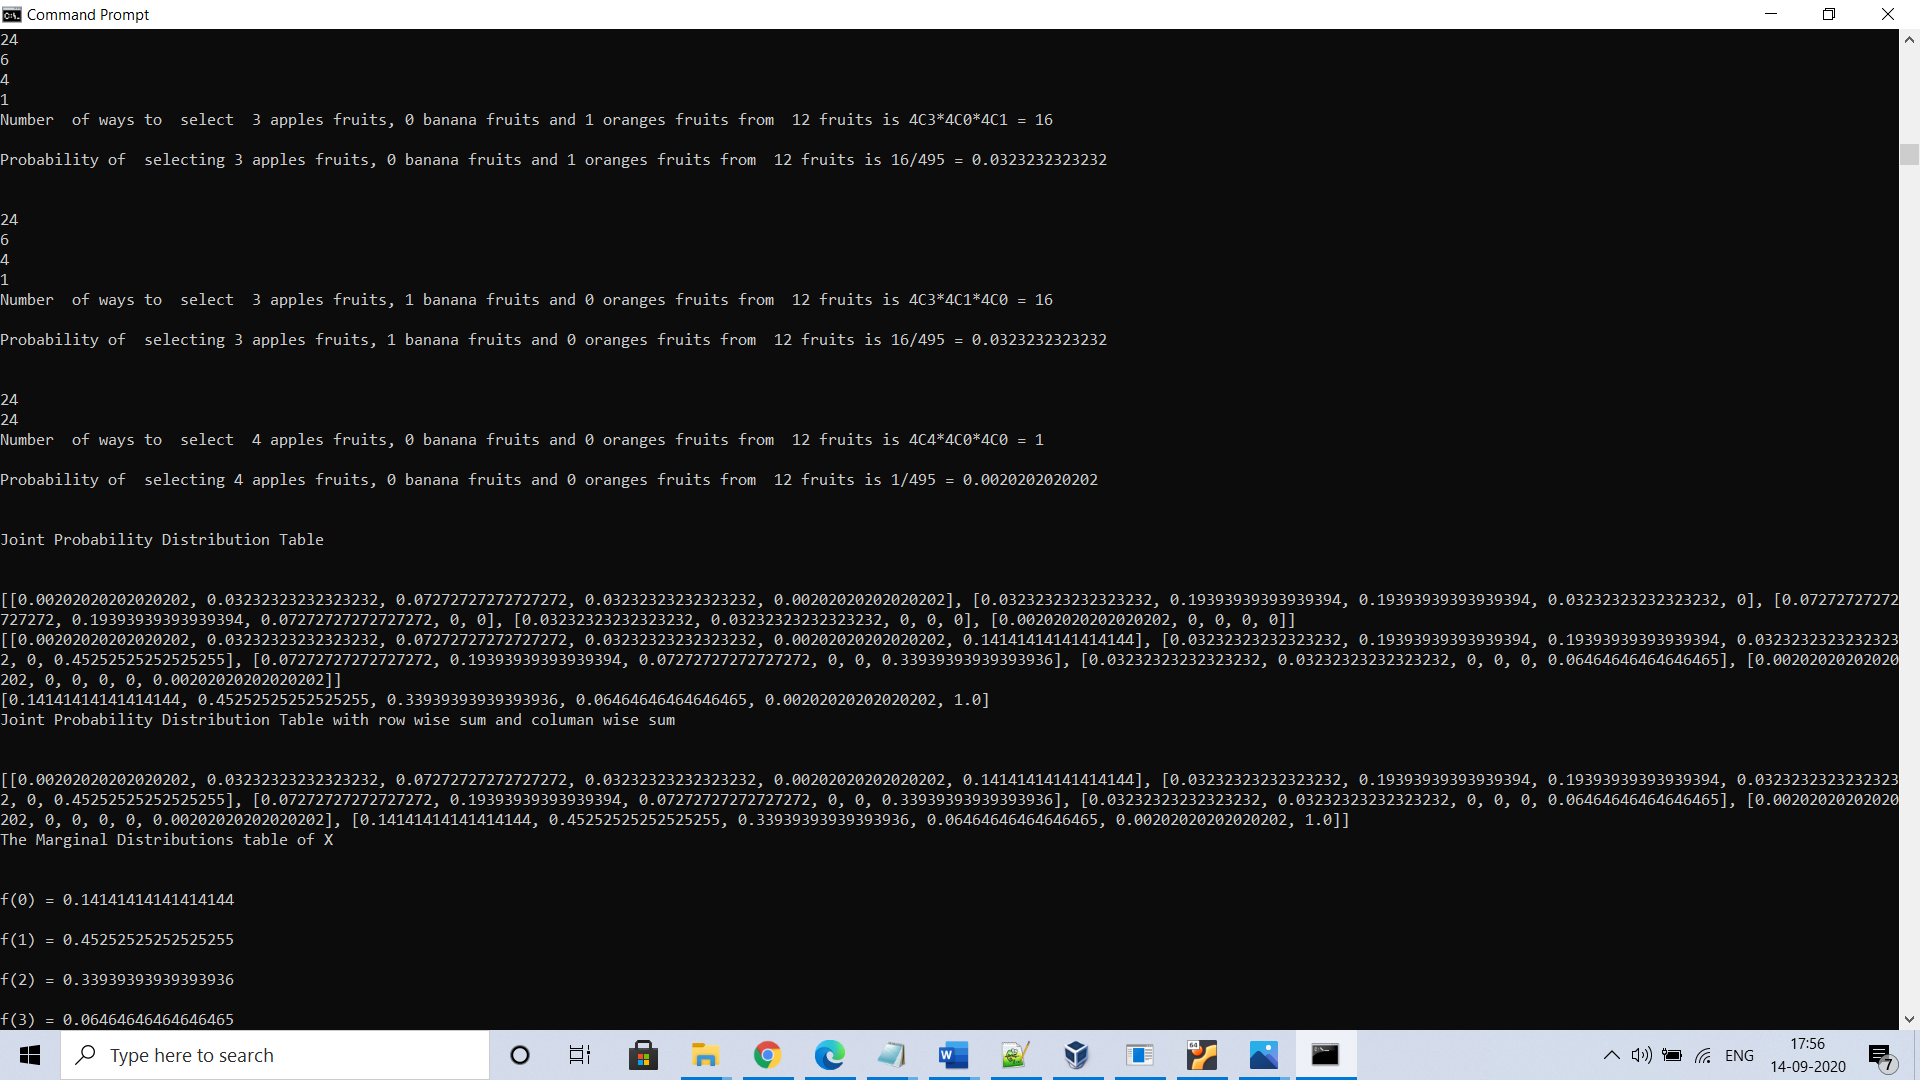 Command Prompt
24
6
4
1
Number  of ways to  select  3 apples fruits, 0 banana fruits and 1 oranges fruits from  12 fruits is 4C3*4C0*4C1 = 16
Probability of  selecting 3 apples fruits, 0 banana fruits and 1 oranges fruits from  12 fruits is 16/495 = 0.0323232323232
24
6
4
1
Number  of ways to  select  3 apples fruits, 1 banana fruits and 0 oranges fruits from  12 fruits is 4C3*4C1*4C0 = 16
Probability of  selecting 3 apples fruits, 1 banana fruits and 0 oranges fruits from  12 fruits is 16/495 = 0.0323232323232
24
24
Number  of ways to  select  4 apples fruits, 0 banana fruits and 0 oranges fruits from  12 fruits is 4C4*4C0*4C0 = 1
Probability of  selecting 4 apples fruits, 0 banana fruits and 0 oranges fruits from  12 fruits is 1/495 = 0.0020202020202
Joint Probability Distribution Table
[[0.00202020202020202, 0.03232323232323232, 0.07272727272727272, 0.03232323232323232, 0.00202020202020202], [0.03232323232323232, 0.19393939393939394, 0.19393939393939394, 0.03232323232323232, 0], [0.07272727272
727272, 0.19393939393939394, 0.07272727272727272, 0, 0], [0.03232323232323232, 0.03232323232323232, 0, 0, 0], [0.00202020202020202, 0, 0, 0, 0]]
[[0.00202020202020202, 0.03232323232323232, 0.07272727272727272, 0.03232323232323232, 0.00202020202020202, 0.14141414141414144], [0.03232323232323232, 0.19393939393939394, 0.19393939393939394, 0.0323232323232323
2, 0, 0.45252525252525255], [0.07272727272727272, 0.19393939393939394, 0.07272727272727272, 0, 0, 0.33939393939393936], [0.03232323232323232, 0.03232323232323232, 0, 0, 0, 0.06464646464646465], [0.00202020202020
202, 0, 0, 0, 0, 0.00202020202020202]]
[0.14141414141414144, 0.45252525252525255, 0.33939393939393936, 0.06464646464646465, 0.00202020202020202, 1.0]
Joint Probability Distribution Table with row wise sum and columan wise sum
[[0.00202020202020202, 0.03232323232323232, 0.07272727272727272, 0.03232323232323232, 0.00202020202020202, 0.14141414141414144], [0.03232323232323232, 0.19393939393939394, 0.19393939393939394, 0.0323232323232323
2, 0, 0.45252525252525255], [0.07272727272727272, 0.19393939393939394, 0.07272727272727272, 0, 0, 0.33939393939393936], [0.03232323232323232, 0.03232323232323232, 0, 0, 0, 0.06464646464646465], [0.00202020202020
202, 0, 0, 0, 0, 0.00202020202020202], [0.14141414141414144, 0.45252525252525255, 0.33939393939393936, 0.06464646464646465, 0.00202020202020202, 1.0]]
The Marginal Distributions table of X
f(0) = 0.14141414141414144
f(1) = 0.45252525252525255
f(2) = 0.33939393939393936
f(3) = 0.06464646464646465
Type here to search
ENG
17:56
14-09-2020
7